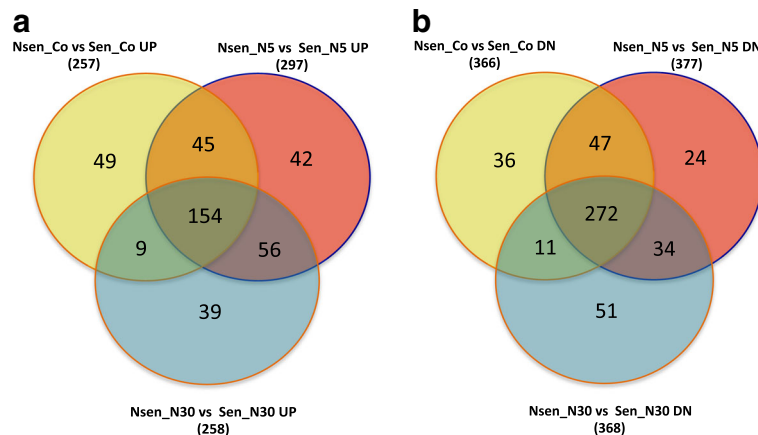 a
b
Nsen_Co vs Sen_Co UP
(257)
Nsen_N5 vs Sen_N5 UP
(297)
49
45
42
154
9
56
39
Nsen_N30 vs Sen_N30 UP
(258)
Nsen_Co vs Sen_Co DN
(366)
Nsen_N5 vs Sen_N5 DN
(377)
36
47
24
272
11
34
51
Nsen_N30 vs Sen_N30 DN
(368)